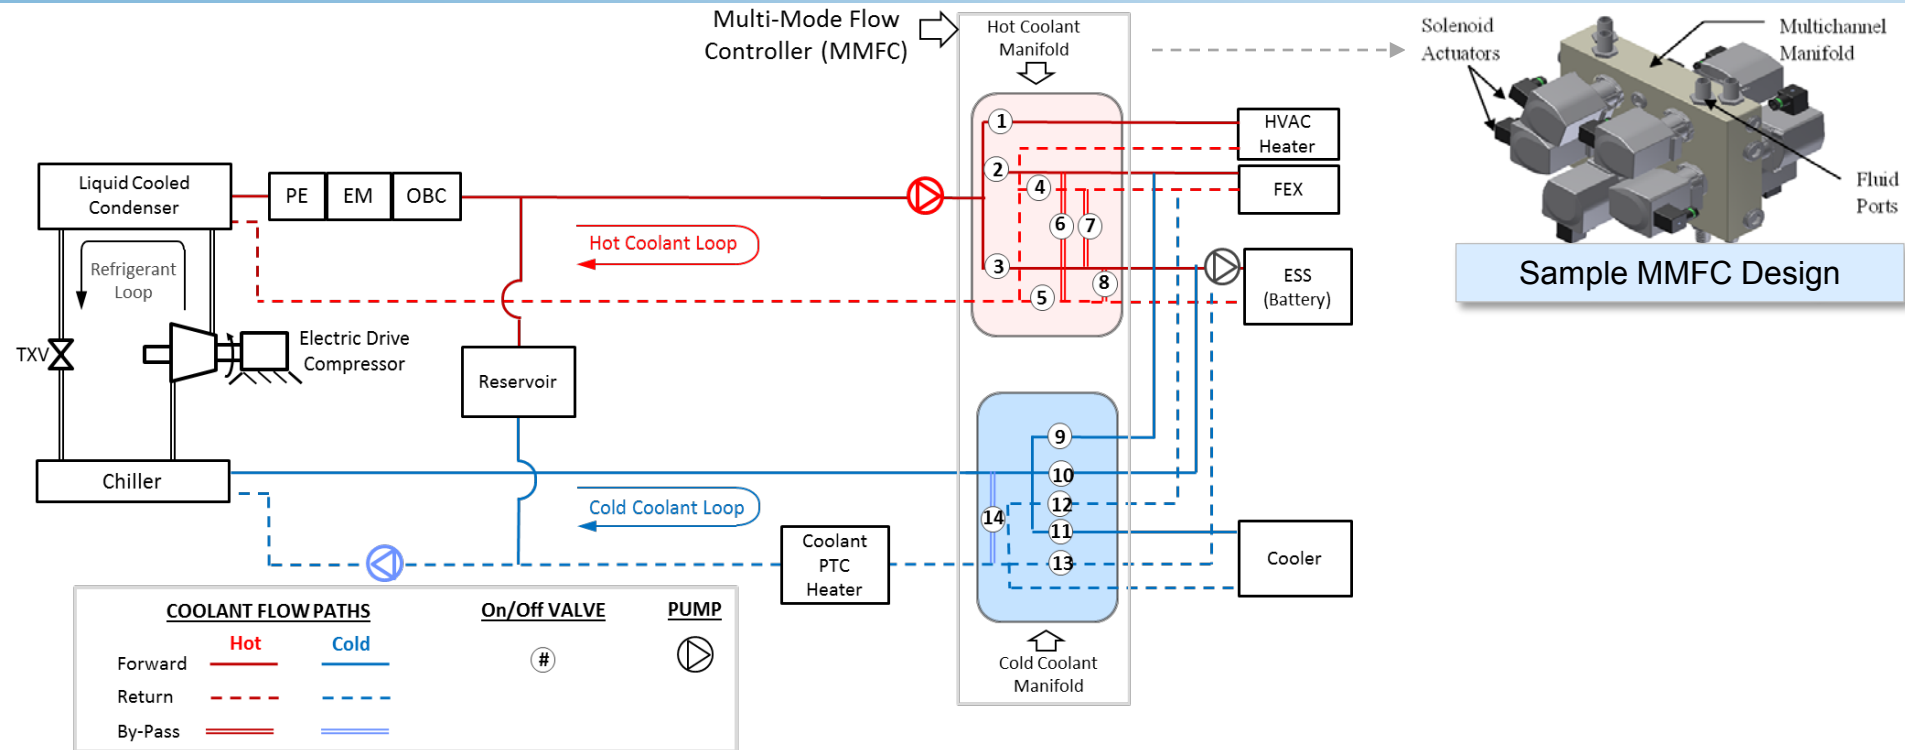 Multi-Mode Flow
Controller (MMFC)
Hot Coolant
Manifold
Solenoid
Actuators
Multichannel
Manifold
Fluid
Ports
Sample MMFC Design
1
HVAC
Heater
2
4
FEX
6
7
3
8
5
ESS
(Battery)
Liquid Cooled
Condenser
PE
EM
OBC
Hot Coolant Loop
Refrigerant
Loop
TXV
Electric Drive
Compressor
Reservoir
9
10
12
14
11
13
Chiller
Cold Coolant Loop
Coolant
PTC
Heater
Cooler
Cold Coolant
Manifold
COOLANT FLOW PATHS
On/Off VALVE
PUMP
Hot
Cold
Forward
#
Return
By-Pass